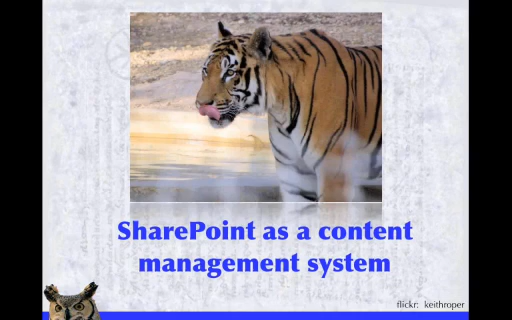 SharePoint as a content
management system
flickr: keithroper